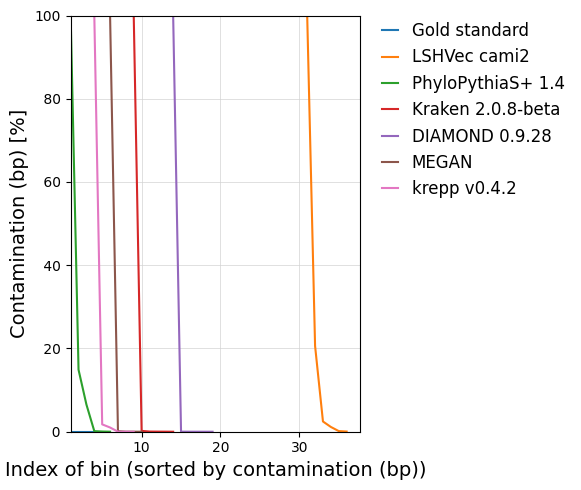 100
80
60
40
20
0
Contamination (bp) [%]
10
20
30
Index of bin (sorted by contamination (bp))
Gold standard
LSHVec cami2
PhyloPythiaS+ 1.4
Kraken 2.0.8-beta
DIAMOND 0.9.28
MEGAN
krepp v0.4.2